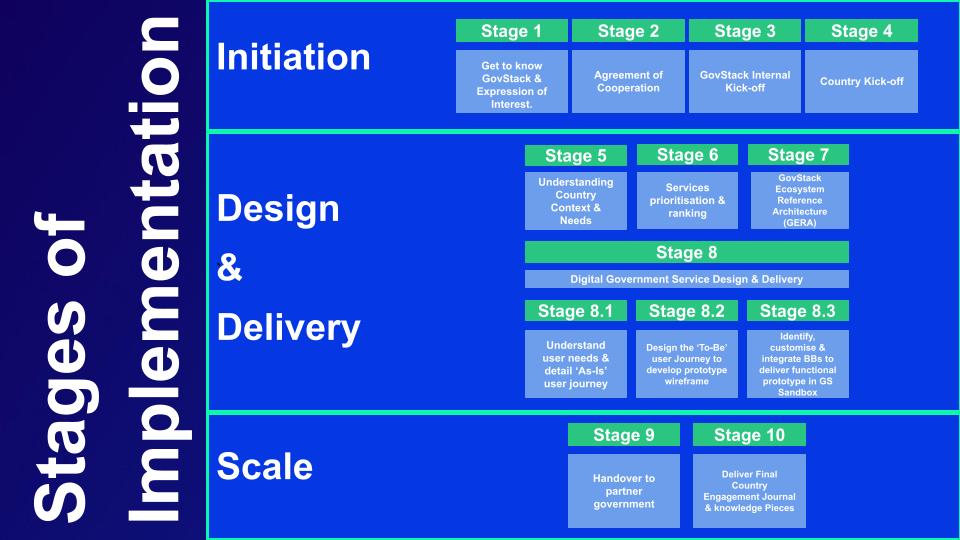 Stages of
Implementation
Initiation
Stage 1
Get to know
GovStack &
Expression of
Interest.
Stage 2
Agreement of
Cooperation
Stage 3
GovStack Internal
Kick-off
Stage 4
Country Kick-off
Design
&
Delivery
Stage 5
Understanding
Country
Context &
Needs
Stage 6
Services
prioritisation &
ranking
Stage 7
GovStack
Ecosystem
Reference
Architecture
(GERA)
Stage 8
Digital Government Service Design & Delivery
Stage 8.1
Understand
user needs &
detail ‘As-Is’
user journey
Stage 8.2
Design the ‘To-Be’
user Journey to
develop prototype
wireframe
Stage 8.3
Identify,
customise &
integrate BBs to
deliver functional
prototype in GS
Sandbox
Scale
Stage 9
Handover to
partner
government
Stage 10
Deliver Final
Country
Engagement Journal
& knowledge Pieces